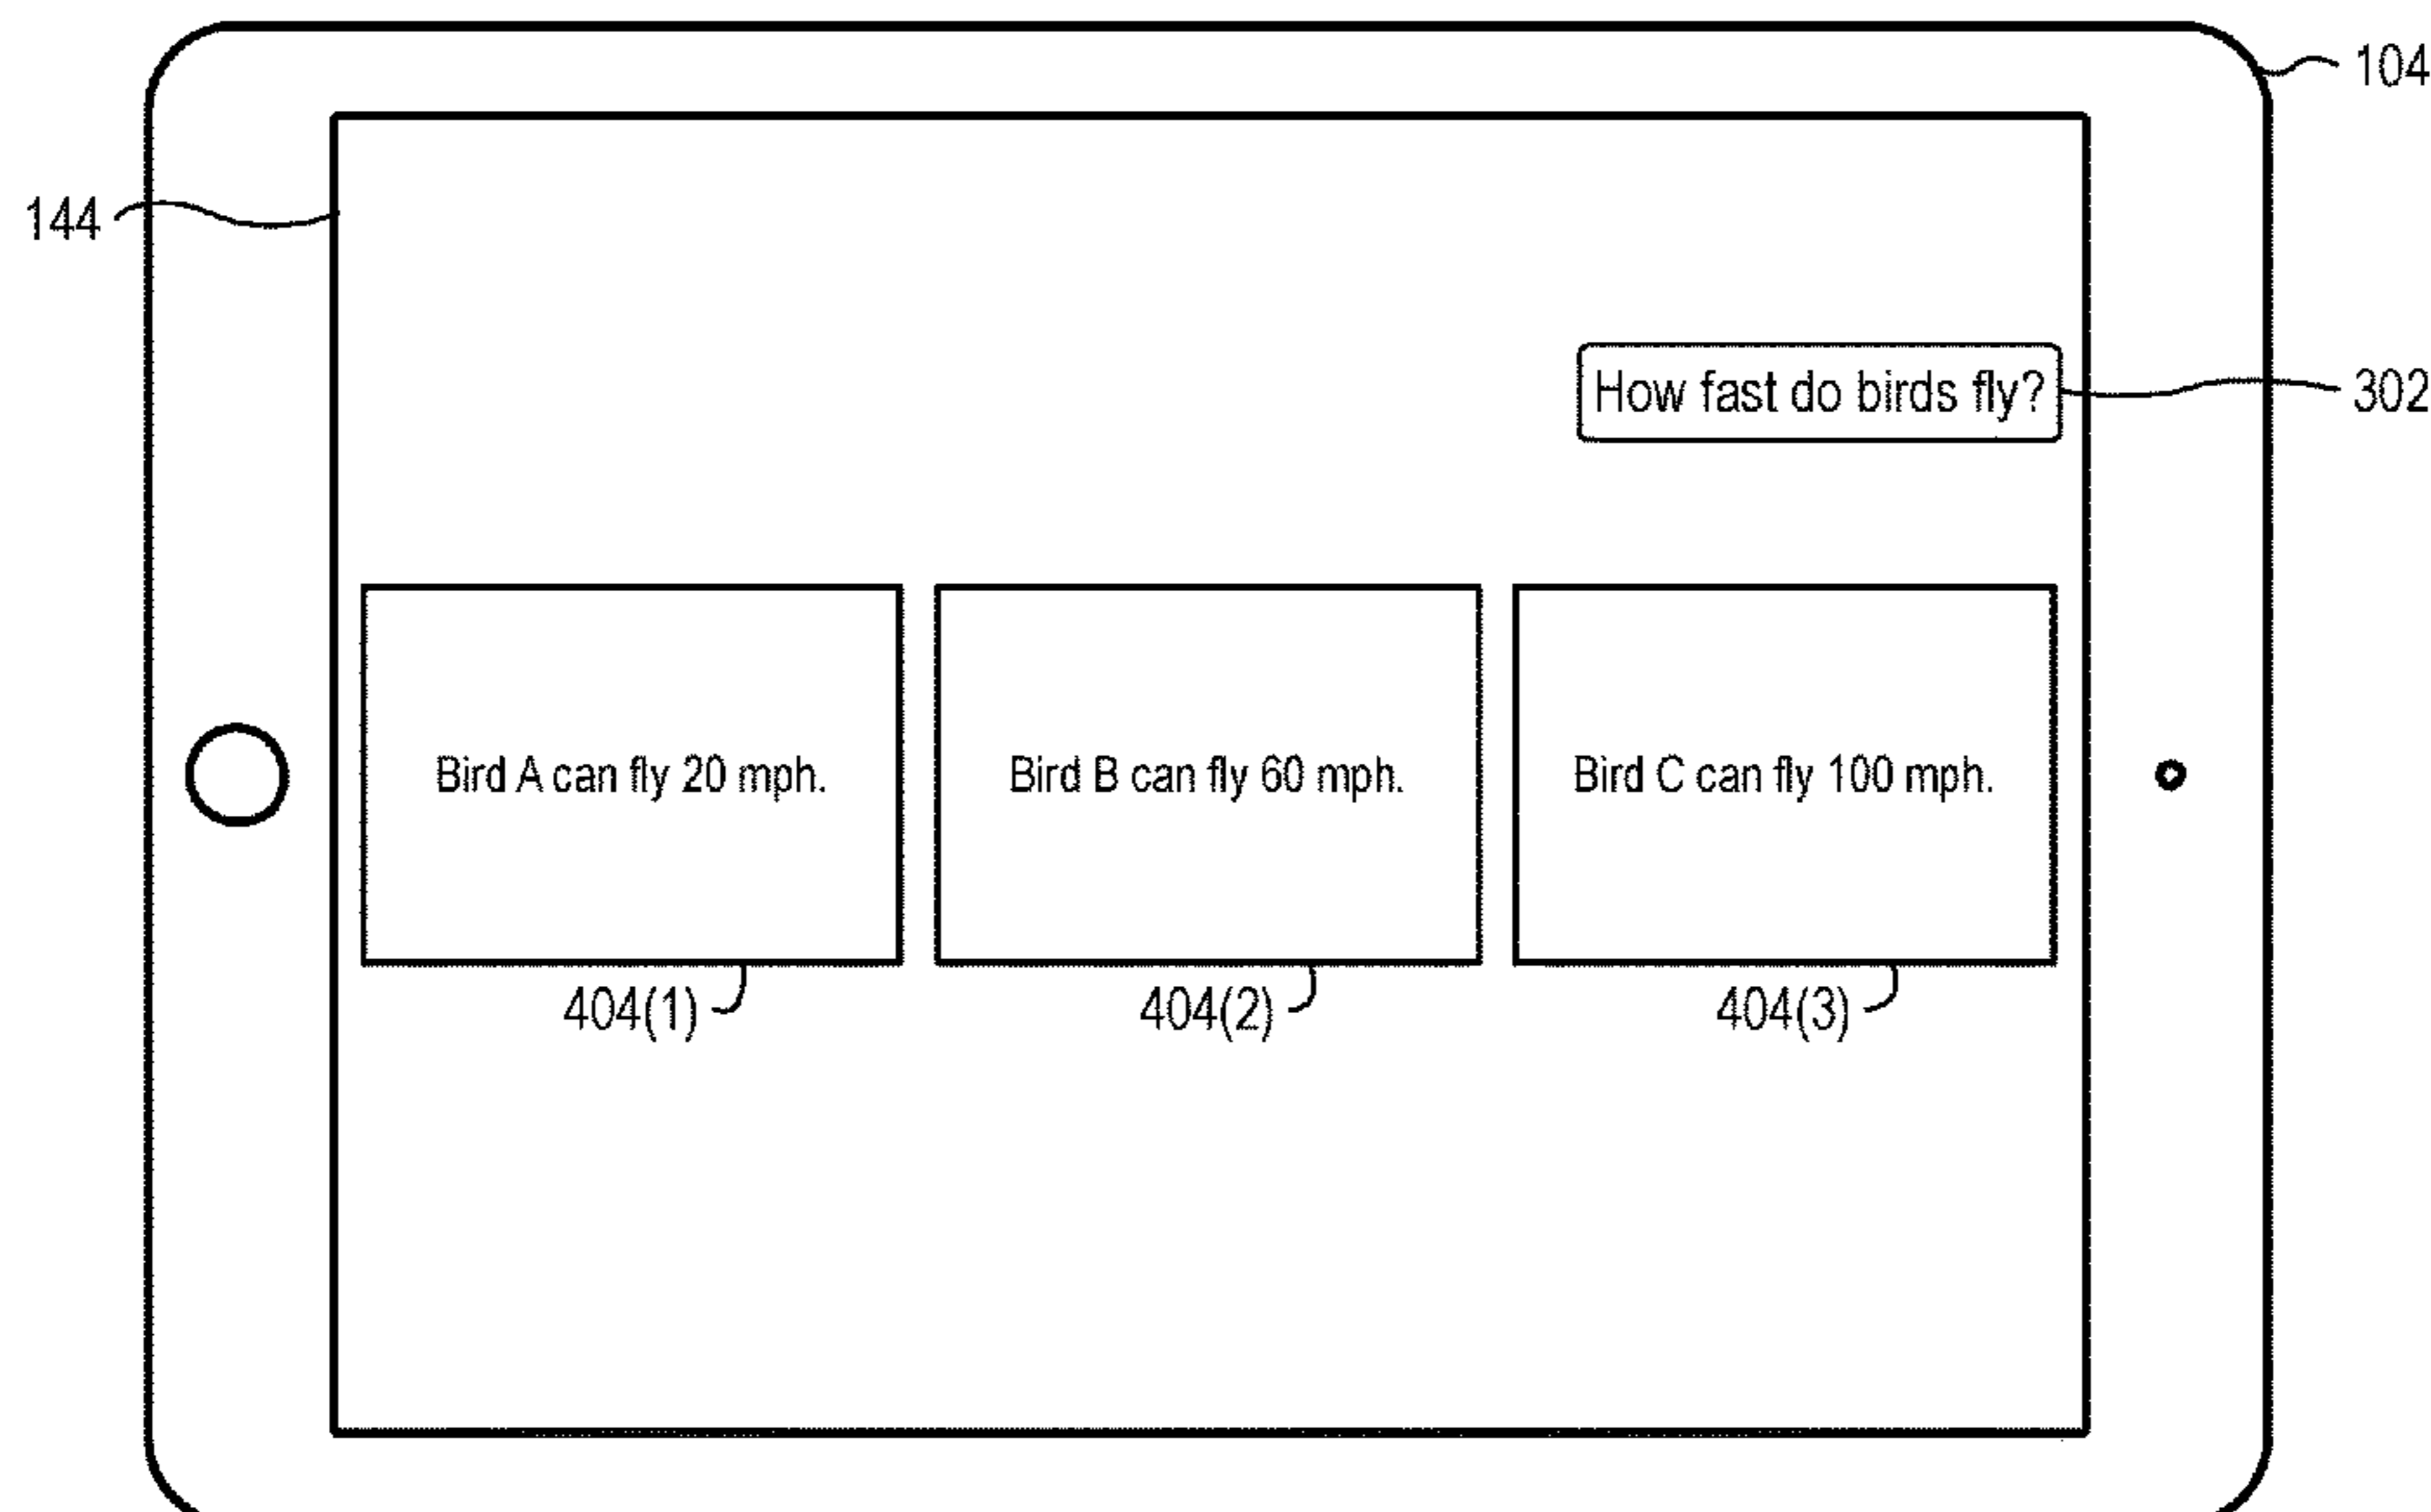 104
144
How fast do birds fly?
302
Bird A can fly 20 mph.
Bird B can fly 60 mph.
Bird C can fly 100 mph.
404(1)
404(2)
404(3)